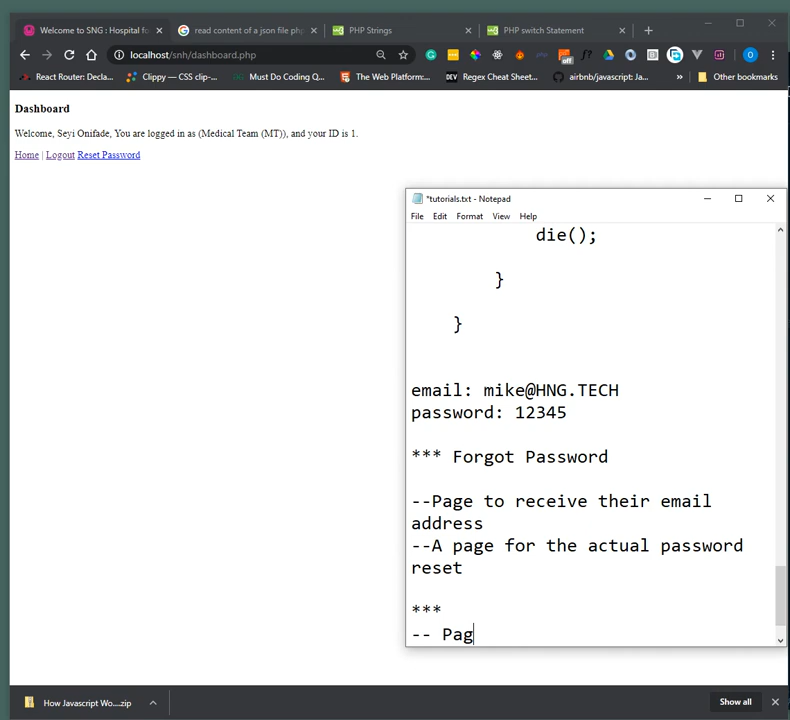 Welcome to SNG : Hospital fo
read content of a json file php
PHP Strings
PHP switch Statement
localhost/snh/dashboard.php
React Router: Decla...
Clippy — CSS clip-...
Must Do Coding Q...
The Web Platform:...
Regex Cheat Sheet...
airbnb/javascript: Ja...
»
Other bookmarks
Dashboard
Welcome, Seyi Onifade, You are logged in as (Medical Team (MT)), and your ID is 1.
Home | Logout Reset Password
*tutorials.txt - Notepad
File Edit Format View Help
die();
}
}
email: mike@HNG.TECH
password: 12345
*** Forgot Password
--Page to receive their email
address
--A page for the actual password
reset
***
-- Pag
How Javascript Wo....zip
Show all